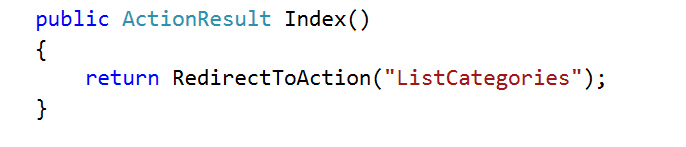 public ActionResult Index()
{
    return RedirectToAction("ListCategories");
}